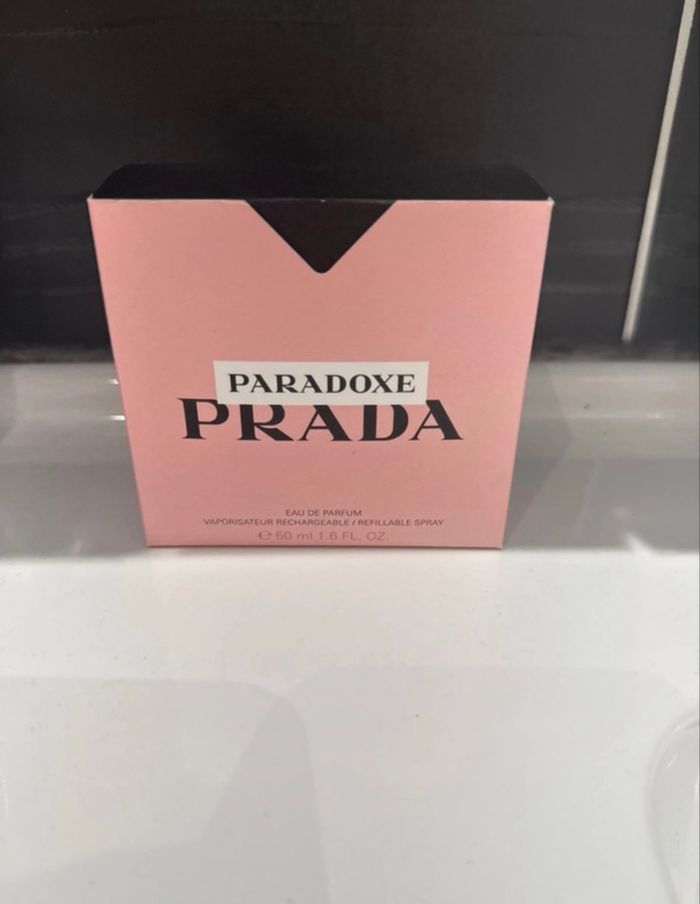 PARADOXE
PRADA
EAU DE PARFUM
VAPORISATEUR RECHARGEABLE / REFILLABLE SPRAY
℮ 50 ml 1.6 FL. OZ.